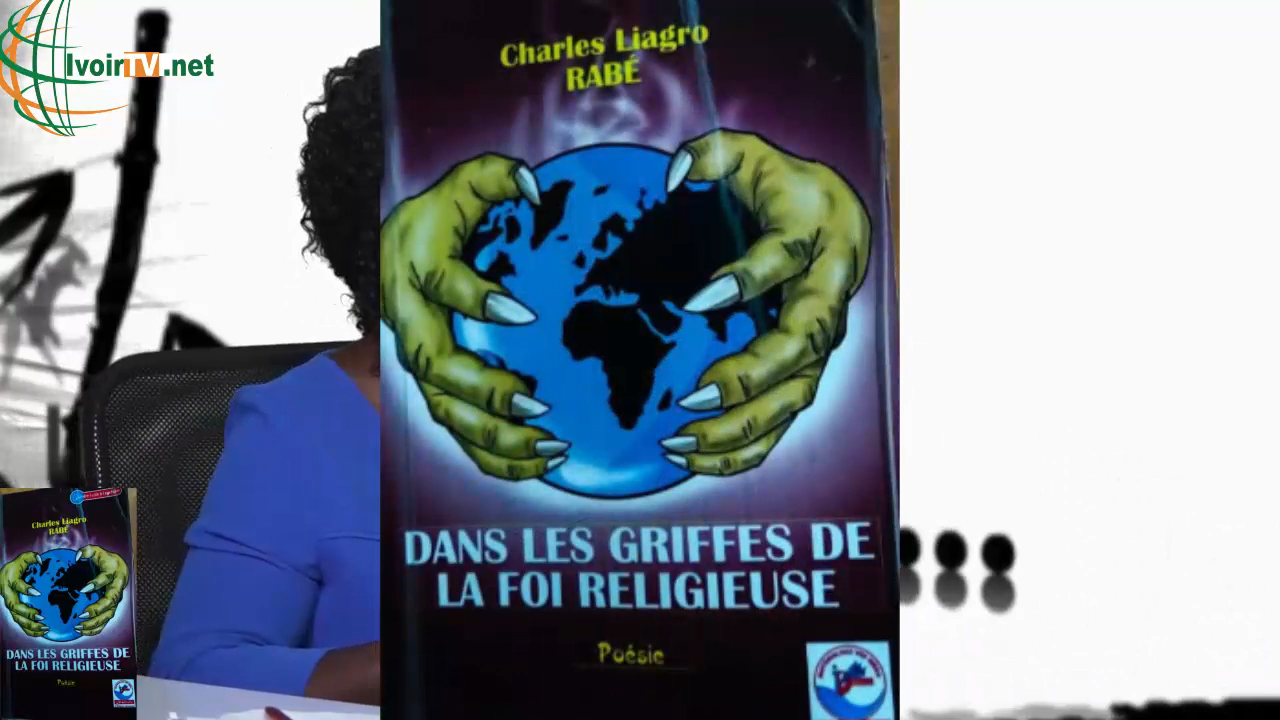 IvoirTV.net
Charles Liagro
RABÉ
DANS LES GRIFFES DE
LA FOI RELIGIEUSE
Poésie
Charles Liagro
RABÉ
DANS LES GRIFFES DE
LA FOI RELIGIEUSE
Poésie